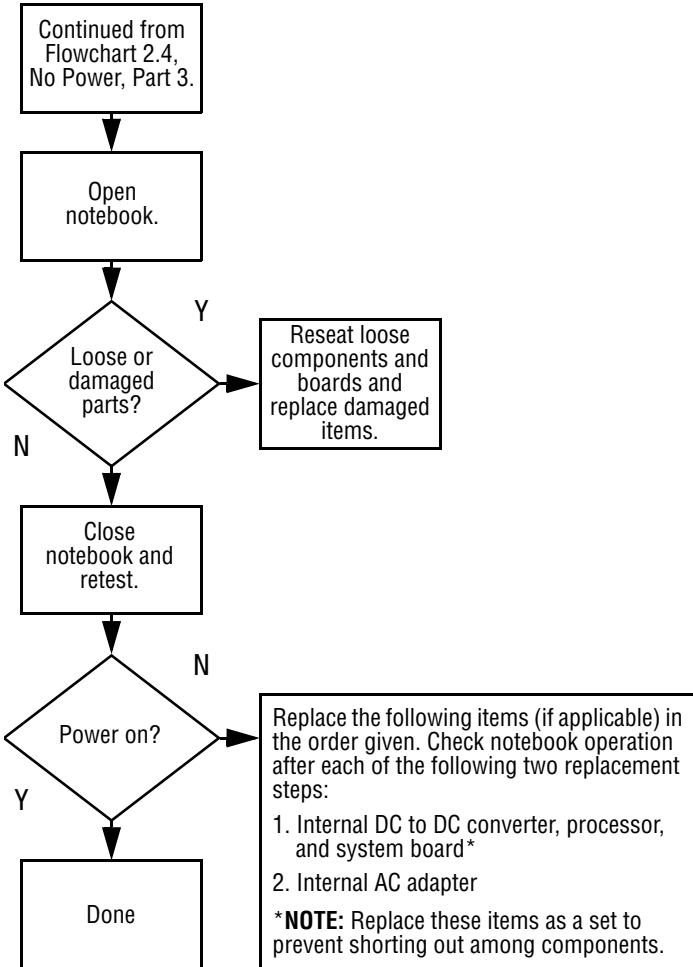 Continued from
Flowchart 2.4,
No Power, Part 3.
Open
notebook.
Y
Loose or
damaged
parts?
Reseat loose
components and
boards and
replace damaged
items.
N
Close
notebook and
retest.
N
Power on?
Replace the following items (if applicable) in
the order given. Check notebook operation
after each of the following two replacement
steps:
1. Internal DC to DC converter, processor,
and system board*
2. Internal AC adapter
*NOTE: Replace these items as a set to
prevent shorting out among components.
Y
Done